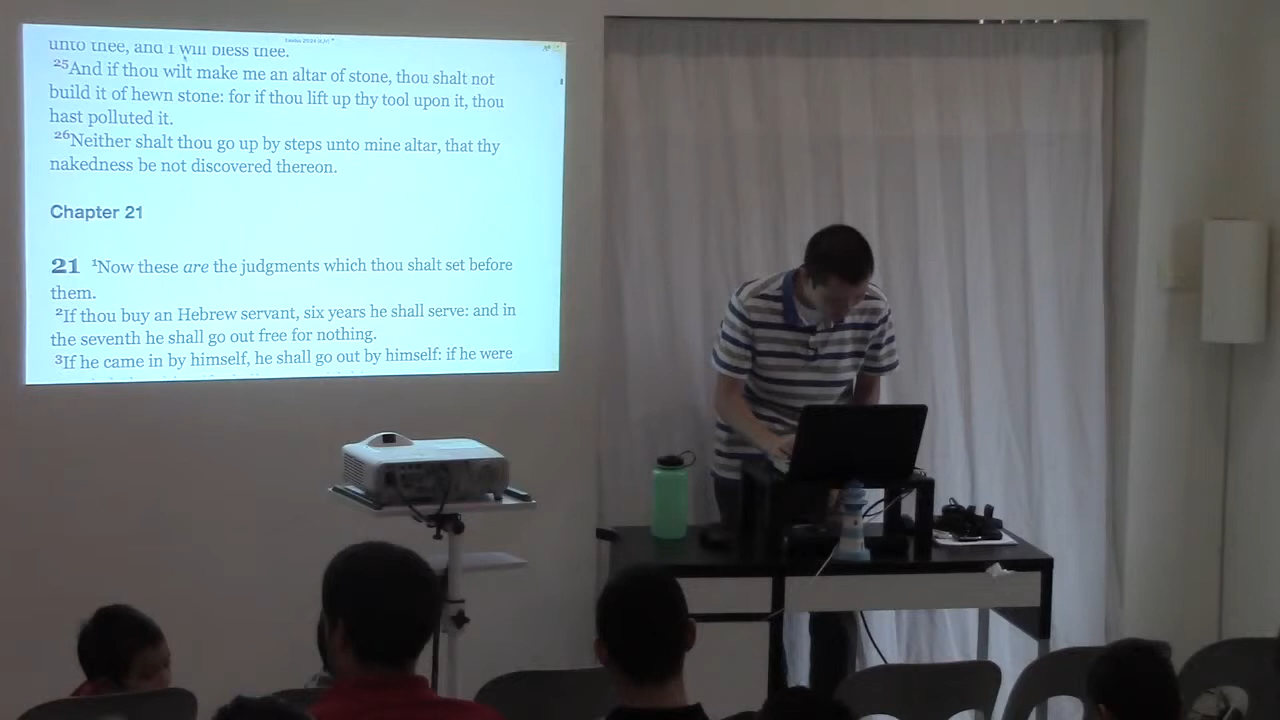 unto thee, and I will bless thee.
25And if thou wilt make me an altar of stone, thou shalt not
build it of hewn stone: for if thou lift up thy tool upon it, thou
hast polluted it.
26Neither shalt thou go up by steps unto mine altar, that thy
nakedness be not discovered thereon.
Chapter 21
21 1Now these are the judgments which thou shalt set before
them.
2If thou buy an Hebrew servant, six years he shall serve: and in
the seventh he shall go out free for nothing.
3If he came in by himself, he shall go out by himself: if he were